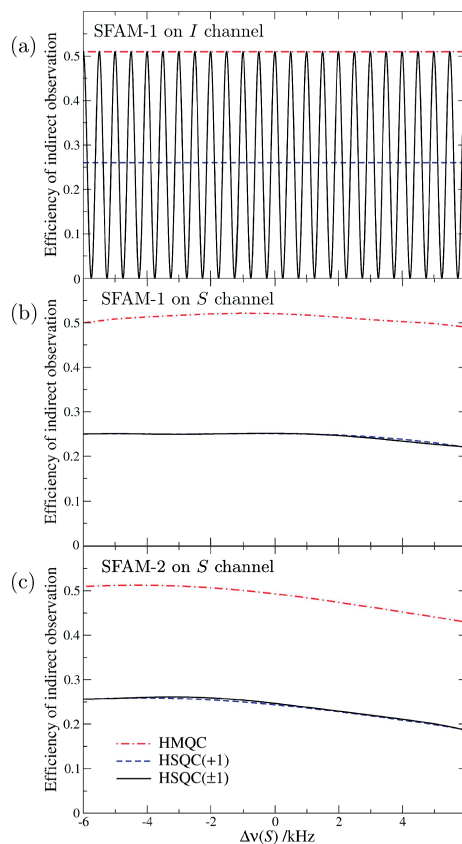 (a)
SFAM-1 on I channel
Efficiency of indirect observation
0.5
0.4
0.3
0.2
0.1
0
(b)
SFAM-1 on S channel
Efficiency of indirect observation
0.5
0.4
0.3
0.2
0.1
0
(c)
SFAM-2 on S channel
Efficiency of indirect observation
0.5
0.4
0.3
0.2
0.1
0
HMQC
HSQC(+1)
HSQC(±1)
-6 -4 -2 0 2 4 6
Δν(S) /kHz